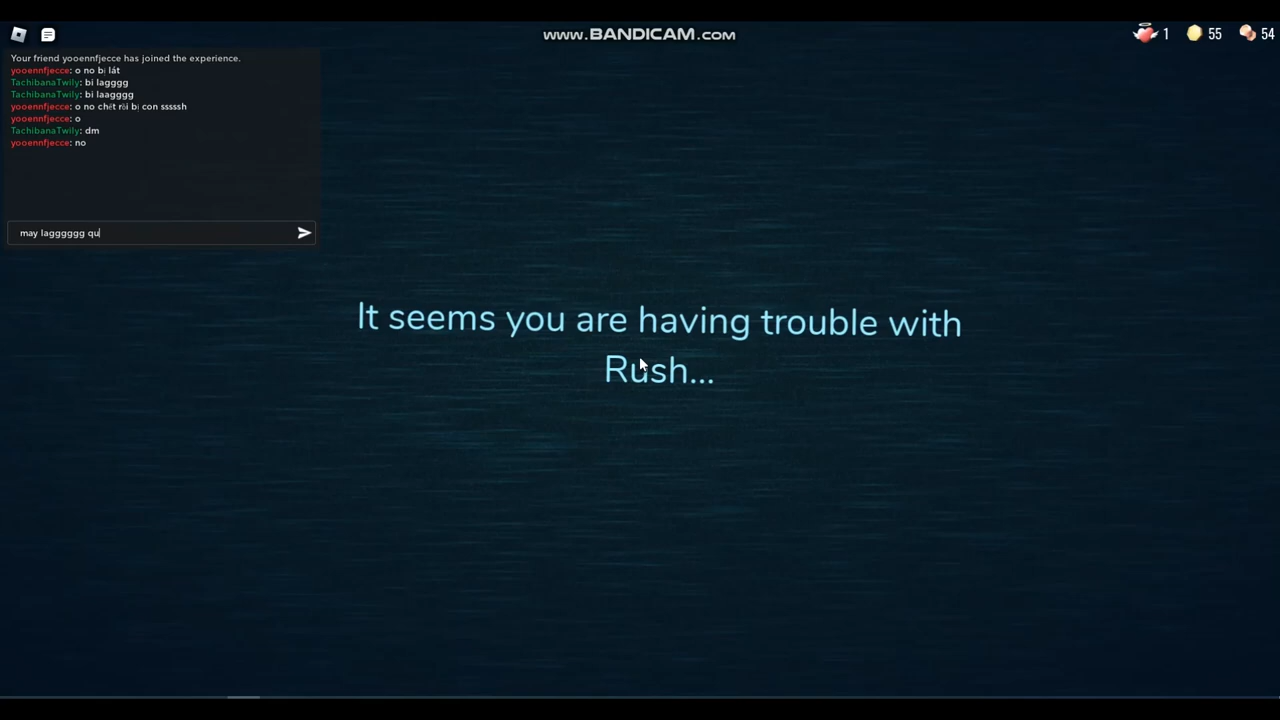 www.BANDICAM.com
1 55 54
Your friend yooennfjecce has joined the experience.
yooennfjecce: o no bị lát
TachibanaTwily: bi lagggg
TachibanaTwily: bi laagggg
yooennfjecce: o no chết rồi bị con sssssh
yooennfjecce: o
TachibanaTwily: dm
yooennfjecce: no
may lagggggg qu
It seems you are having trouble with
Rush...